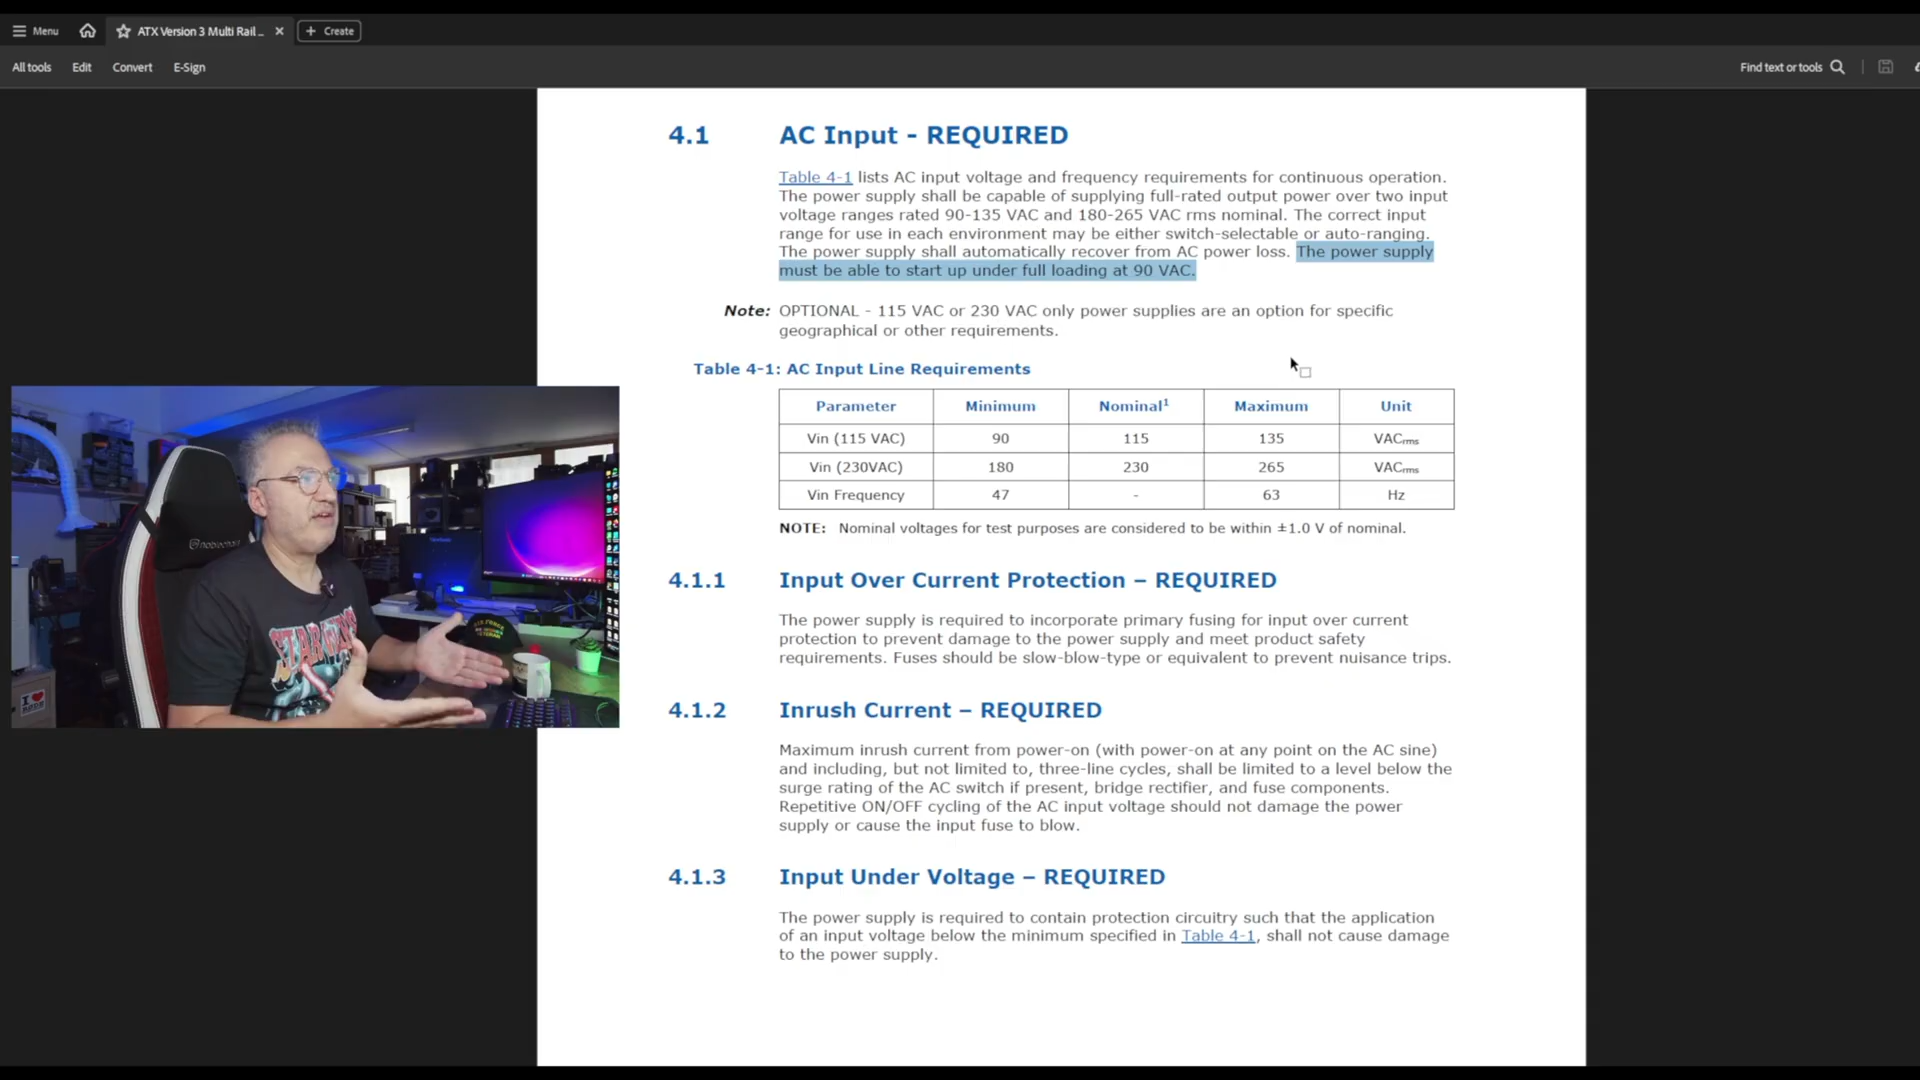 Menu
ATX Version 3 Multi Rail ...
Create
All tools
Edit
Convert
E-Sign
Find text or tools
4.1 AC Input - REQUIRED
Table 4-1 lists AC input voltage and frequency requirements for continuous operation.
The power supply shall be capable of supplying full-rated output power over two input
voltage ranges rated 90-135 VAC and 180-265 VAC rms nominal. The correct input
range for use in each environment may be either switch-selectable or auto-ranging.
The power supply shall automatically recover from AC power loss. The power supply
must be able to start up under full loading at 90 VAC.
Note: OPTIONAL - 115 VAC or 230 VAC only power supplies are an option for specific
geographical or other requirements.
Table 4-1: AC Input Line Requirements
Parameter Minimum Nominal¹ Maximum Unit
Vin (115 VAC) 90 115 135 VACrms
Vin (230VAC) 180 230 265 VACrms
Vin Frequency 47 - 63 Hz
NOTE: Nominal voltages for test purposes are considered to be within ±1.0 V of nominal.
4.1.1 Input Over Current Protection – REQUIRED
The power supply is required to incorporate primary fusing for input over current
protection to prevent damage to the power supply and meet product safety
requirements. Fuses should be slow-blow-type or equivalent to prevent nuisance trips.
4.1.2 Inrush Current – REQUIRED
Maximum inrush current from power-on (with power-on at any point on the AC sine)
and including, but not limited to, three-line cycles, shall be limited to a level below the
surge rating of the AC switch if present, bridge rectifier, and fuse components.
Repetitive ON/OFF cycling of the AC input voltage should not damage the power
supply or cause the input fuse to blow.
4.1.3 Input Under Voltage – REQUIRED
The power supply is required to contain protection circuitry such that the application
of an input voltage below the minimum specified in Table 4-1, shall not cause damage
to the power supply.
STAR WARS
I